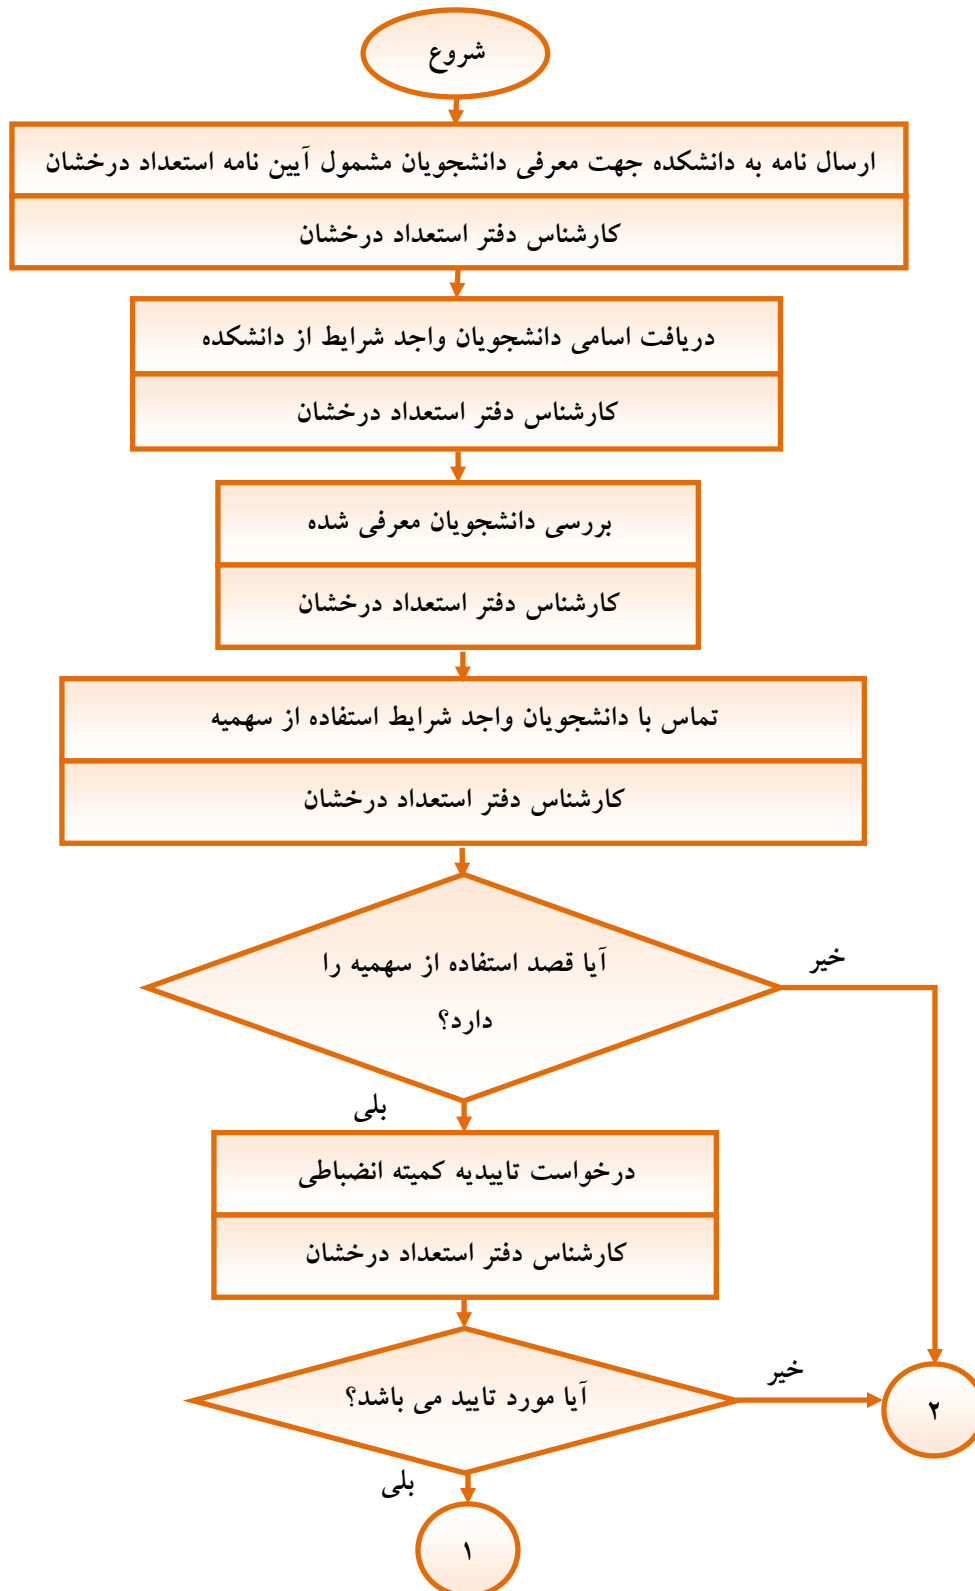 شروع
ارسال نامه به دانشکده جهت معرفی دانشجویان مشمول آیین نامه استعداد درخشان
کارشناس دفتر استعداد درخشان
دریافت اسامی دانشجویان واجد شرایط از دانشکده
کارشناس دفتر استعداد درخشان
بررسی دانشجویان معرفی شده
کارشناس دفتر استعداد درخشان
تماس با دانشجویان واجد شرایط استفاده از سهمیه
کارشناس دفتر استعداد درخشان
آیا قصد استفاده از سهمیه را
دارد؟
خیر
بلی
درخواست تاییدیه کمیته انضباطی
کارشناس دفتر استعداد درخشان
آیا مورد تایید می باشد؟
خیر
۲
بلی
۱